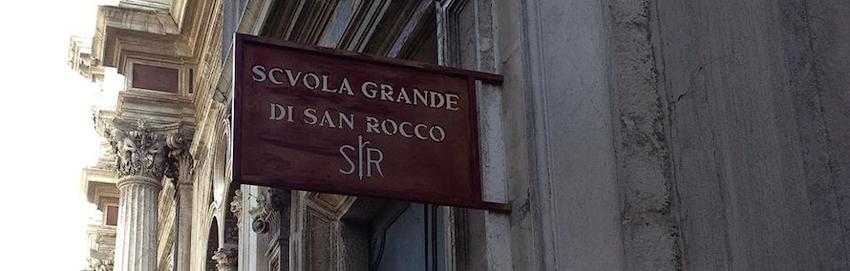 SCVOLA GRANDE
DI SAN ROCCO
SR